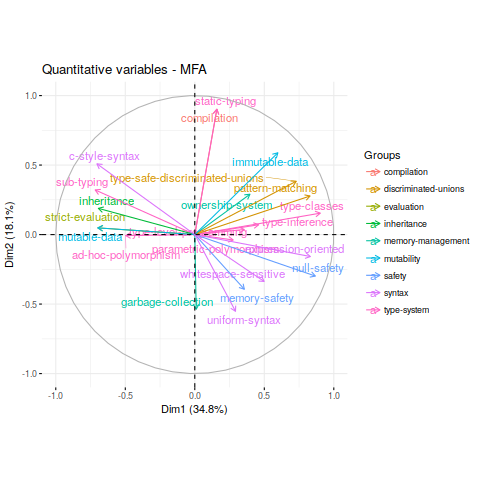 Quantitative variables - MFA
static-typing
compilation
c-style-syntax
immutable-data
sub-typing
type-safe-discriminated-unions
pattern-matching
inheritance
ownership-system
type-classes
strict-evaluation
type-inference
mutable-data
ad-hoc-polymorphism
null-safety
whitespace-sensitive
garbage-collection
memory-safety
uniform-syntax
1.0
0.5
0.0
-0.5
-1.0
-1.0
-0.5
0.0
0.5
1.0
Dim1 (34.8%)
Dim2 (18.1%)
Groups
compilation
discriminated-unions
evaluation
inheritance
memory-management
mutability
safety
syntax
type-system